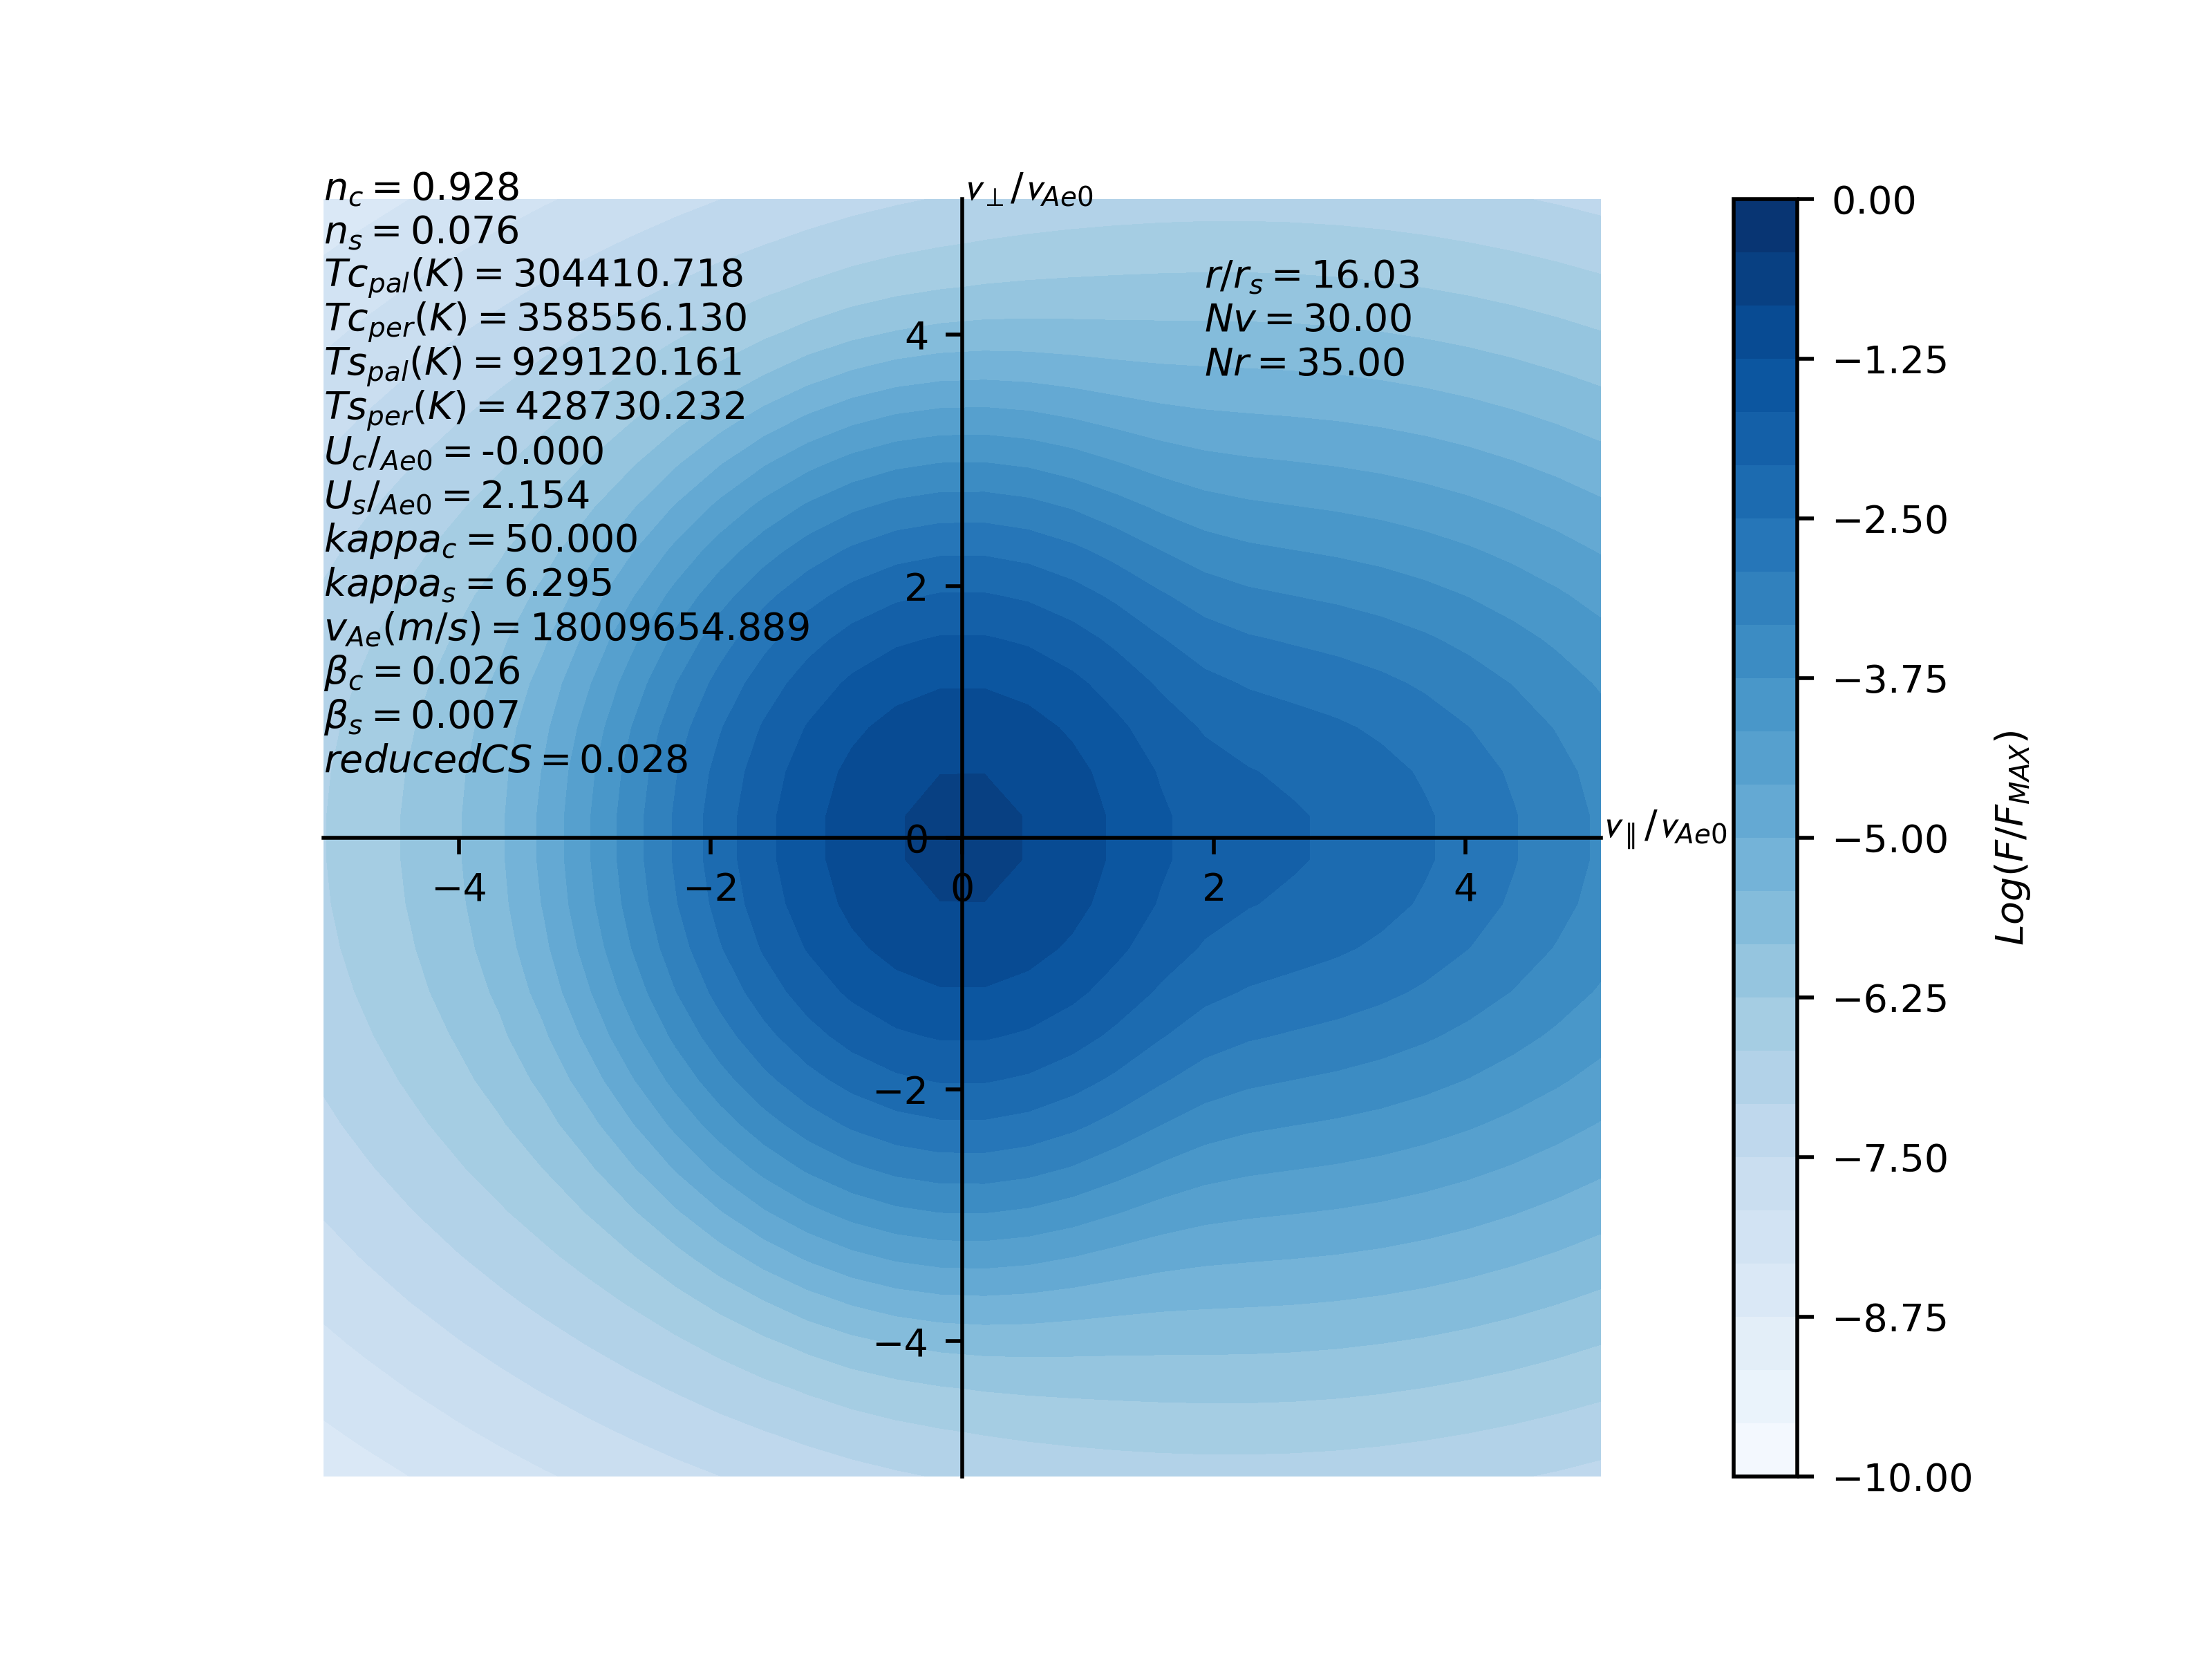 n_c = 0.928
n_s = 0.076
Tc_pal(K) = 304410.718
Tc_per(K) = 358556.130
Ts_pal(K) = 929120.161
Ts_per(K) = 428730.232
U_c/_Ae0 = -0.000
U_s/_Ae0 = 2.154
kappa_c = 50.000
kappa_s = 6.295
v_Ae(m/s) = 18009654.889
β_c = 0.026
β_s = 0.007
reducedCS = 0.028
v_⊥/v_Ae0
r/r_s = 16.03
Nv = 30.00
Nr = 35.00
4
2
0
−2
−4
−4
−2
0
2
4
v_∥/v_Ae0
0.00
−1.25
−2.50
−3.75
−5.00
−6.25
−7.50
−8.75
−10.00
Log(F/F_MAX)